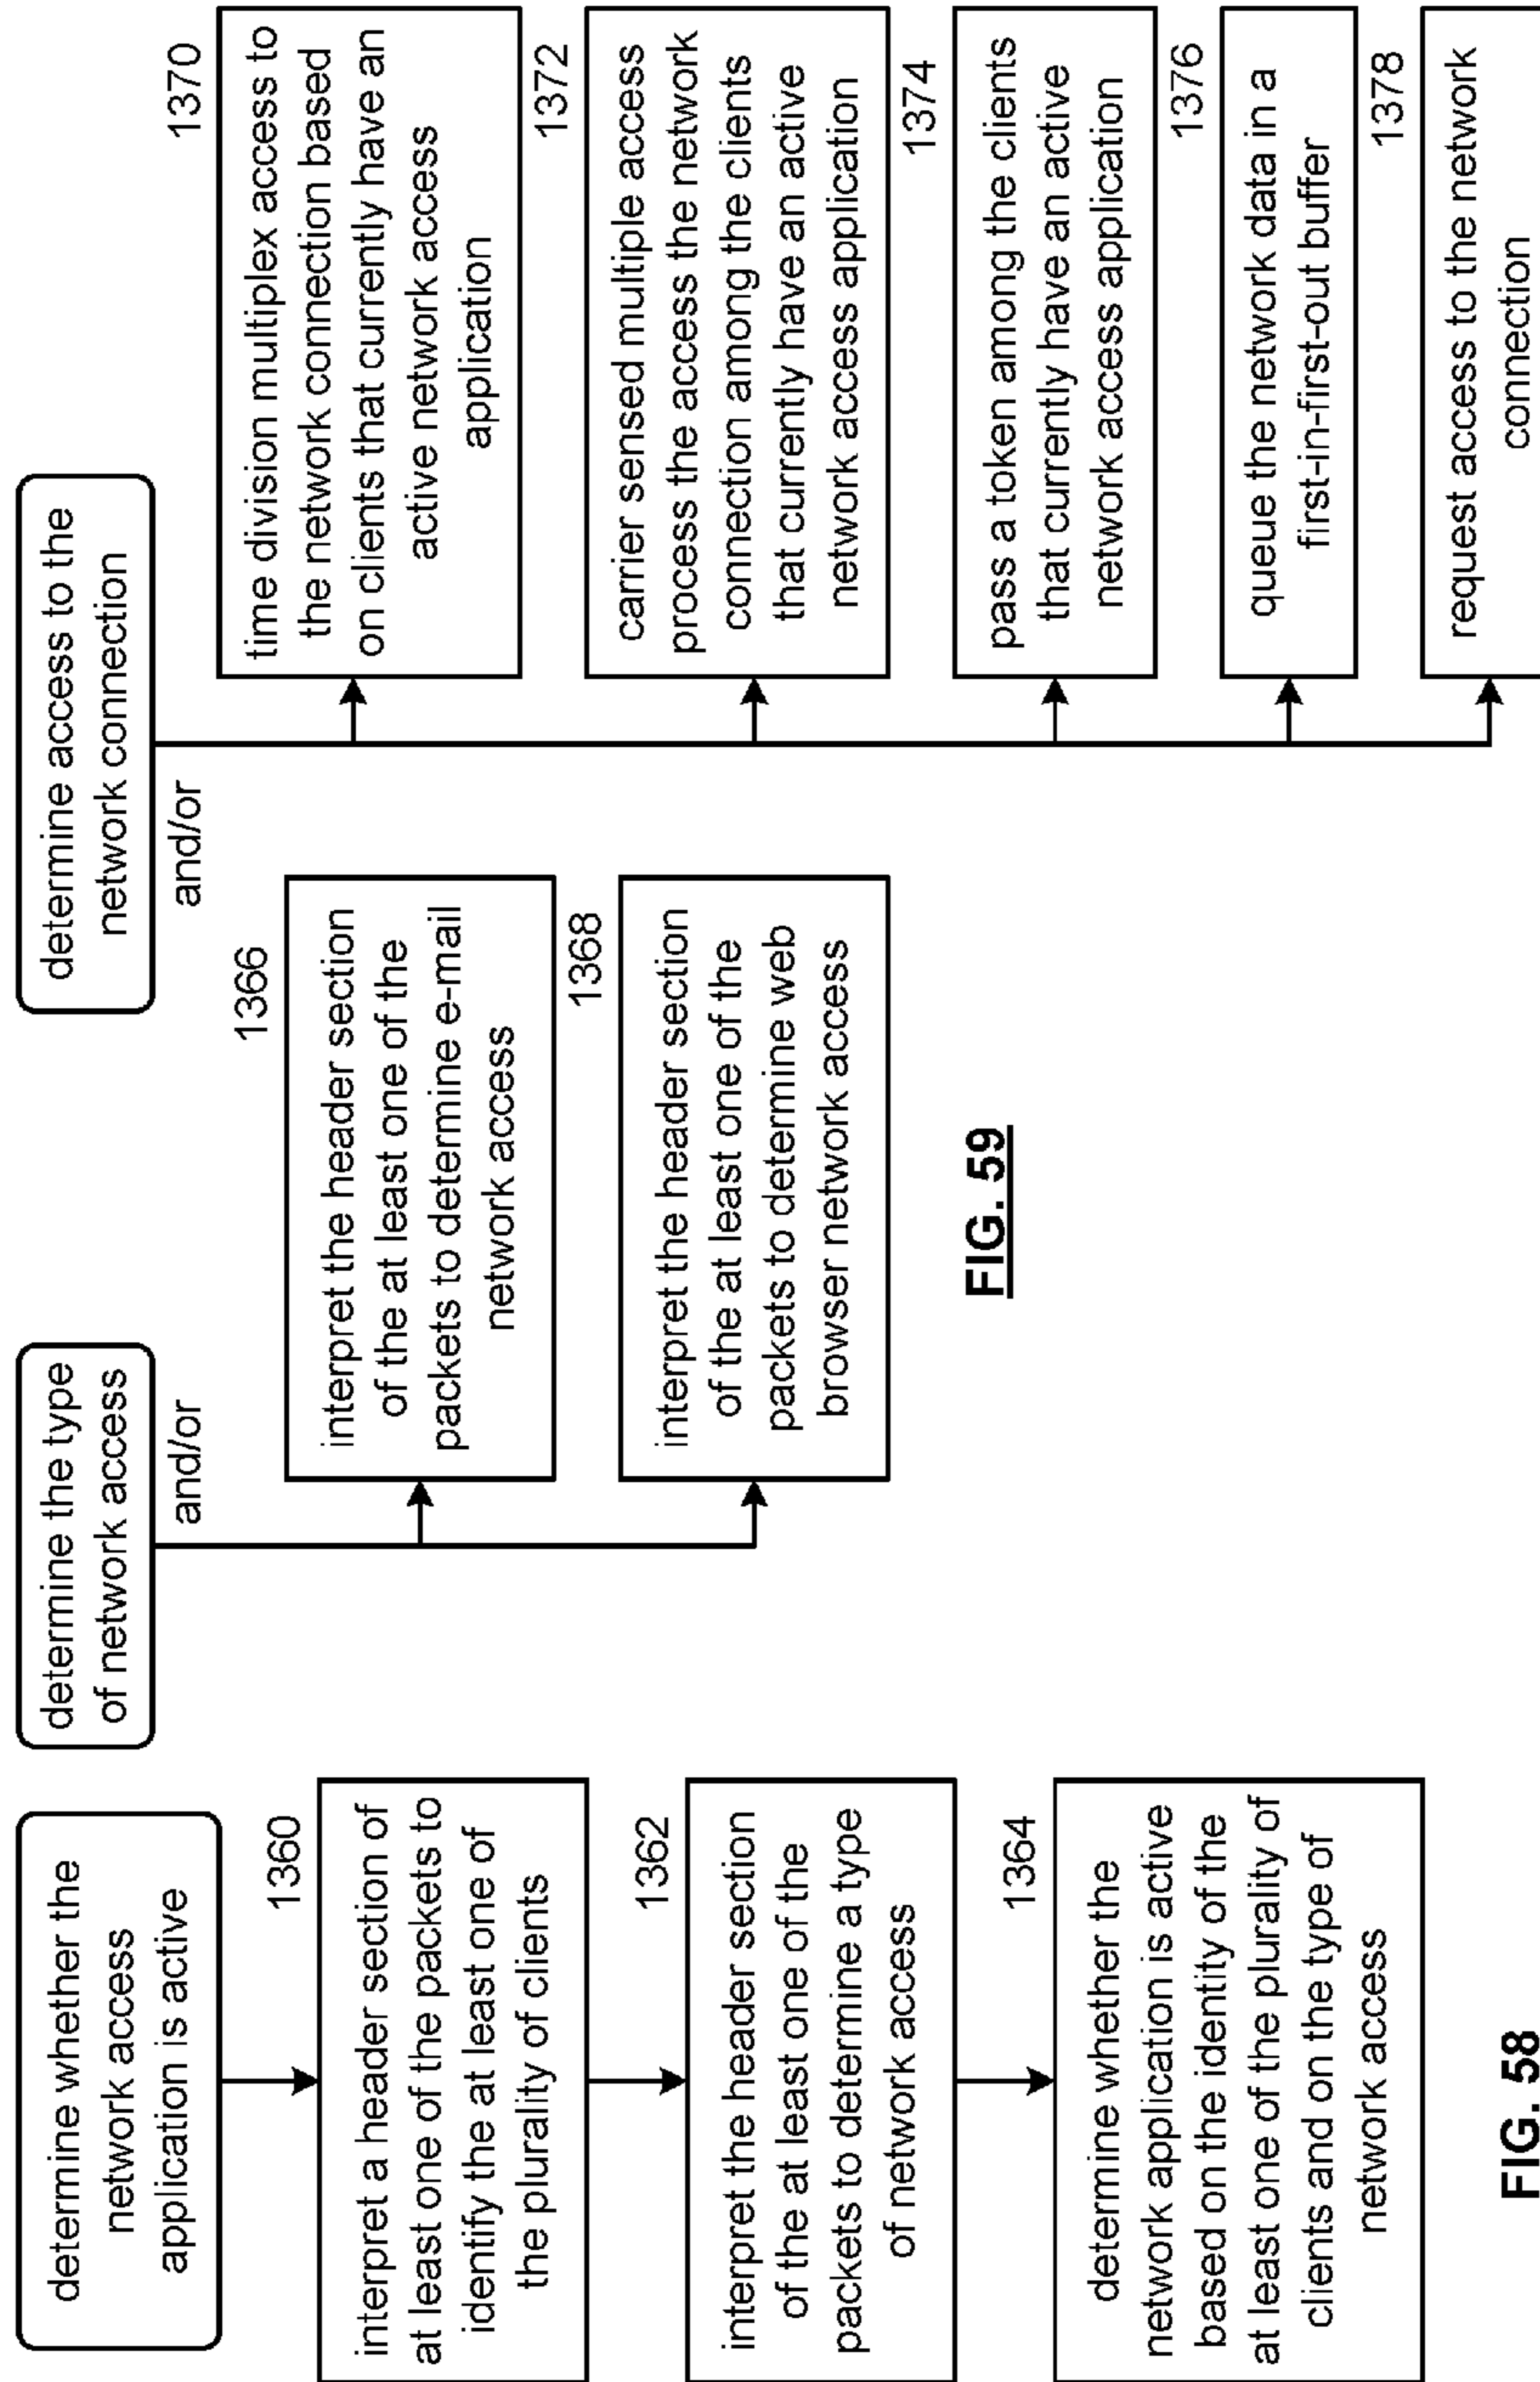 determine whether the
network access
application is active
1360
interpret a header section of
at least one of the packets to
identify the at least one of
the plurality of clients
1362
interpret the header section
of the at least one of the
packets to determine a type
of network access
1364
determine whether the
network application is active
based on the identity of the
at least one of the plurality of
clients and on the type of
network access
FIG. 58
determine the type
of network access
and/or
1366
interpret the header section
of the at least one of the
packets to determine e-mail
network access
1368
interpret the header section
of the at least one of the
packets to determine web
browser network access
FIG. 59
determine access to the
network connection
and/or
1370
time division multiplex access to
the network connection based
on clients that currently have an
active network access
application
1372
carrier sensed multiple access
process the access the network
connection among the clients
that currently have an active
network access application
1374
pass a token among the clients
that currently have an active
network access application
1376
queue the network data in a
first-in-first-out buffer
1378
request access to the network
connection